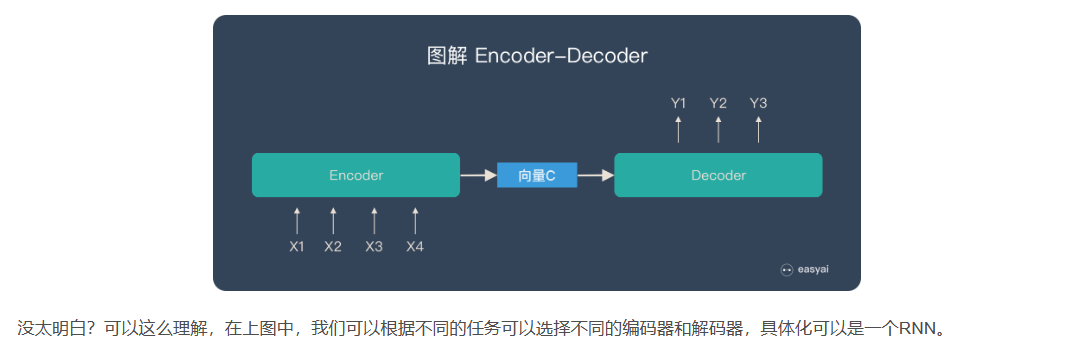 图解 Encoder-Decoder
Y1 Y2 Y3
Encoder 向量C Decoder
X1 X2 X3 X4
easyai
没太明白？可以这么理解，在上图中，我们可以根据不同的任务可以选择不同的编码器和解码器，具体化可以是一个RNN。